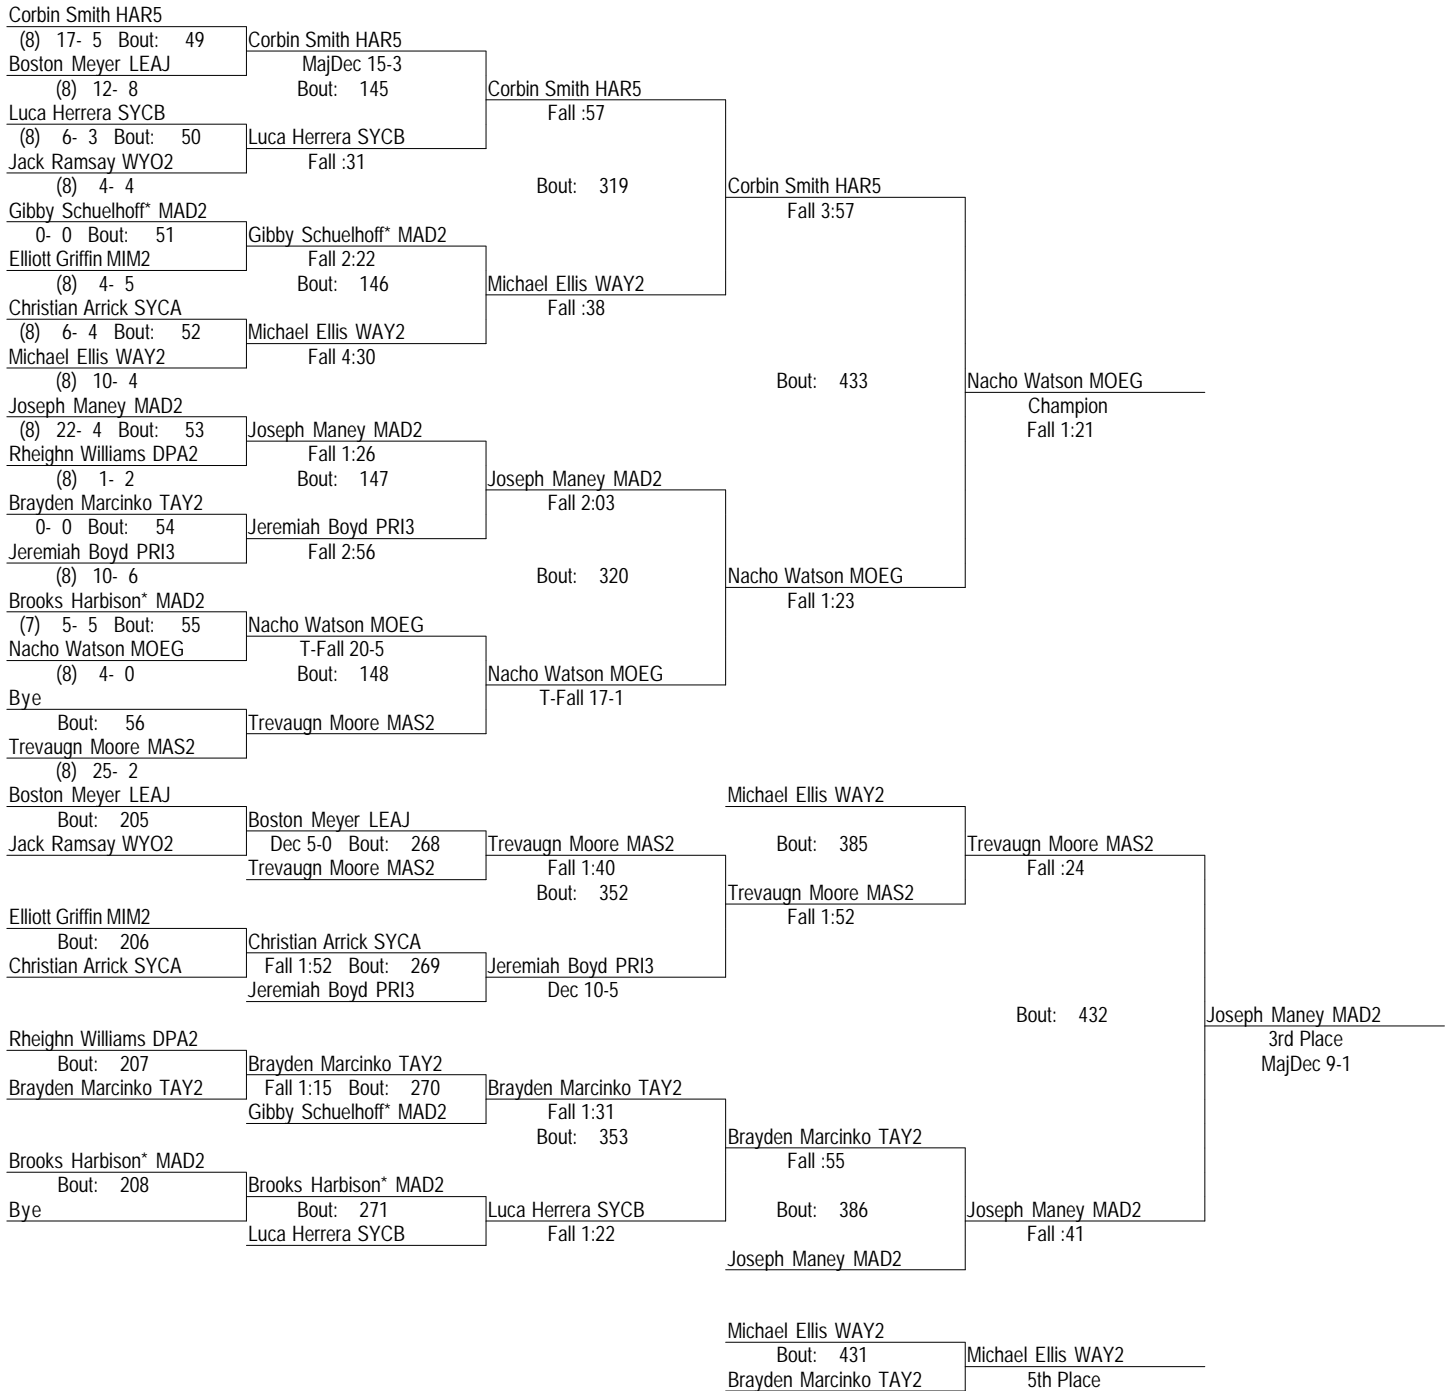 Corbin Smith HAR5
(8) 17- 5 Bout: 49 Corbin Smith HAR5
Boston Meyer LEAJ MajDec 15-3
(8) 12- 8 Bout: 145 Corbin Smith HAR5
Luca Herrera SYCB Fall :57
(8) 6- 3 Bout: 50 Luca Herrera SYCB
Jack Ramsay WYO2 Fall :31
(8) 4- 4 Bout: 319 Corbin Smith HAR5
Gibby Schuelhoff* MAD2 Fall 3:57
0- 0 Bout: 51 Gibby Schuelhoff* MAD2
Elliott Griffin MIM2 Fall 2:22
(8) 4- 5 Bout: 146 Michael Ellis WAY2
Christian Arrick SYCA Fall :38
(8) 6- 4 Bout: 52 Michael Ellis WAY2
Michael Ellis WAY2 Fall 4:30
(8) 10- 4 Bout: 433 Nacho Watson MOEG
Joseph Maney MAD2 Champion
(8) 22- 4 Bout: 53 Joseph Maney MAD2 Fall 1:21
Rheighn Williams DPA2 Fall 1:26
(8) 1- 2 Bout: 147 Joseph Maney MAD2
Brayden Marcinko TAY2 Fall 2:03
0- 0 Bout: 54 Jeremiah Boyd PRI3
Jeremiah Boyd PRI3 Fall 2:56
(8) 10- 6 Bout: 320 Nacho Watson MOEG
Brooks Harbison* MAD2 Fall 1:23
(7) 5- 5 Bout: 55 Nacho Watson MOEG
Nacho Watson MOEG T-Fall 20-5
(8) 4- 0 Bout: 148 Nacho Watson MOEG
Bye T-Fall 17-1
Bout: 56 Trevaugn Moore MAS2
Trevaugn Moore MAS2
(8) 25- 2
Boston Meyer LEAJ Michael Ellis WAY2
Bout: 205 Boston Meyer LEAJ
Jack Ramsay WYO2 Dec 5-0 Bout: 268 Trevaugn Moore MAS2 Bout: 385 Trevaugn Moore MAS2
Trevaugn Moore MAS2 Fall 1:40 Fall :24
Bout: 352 Trevaugn Moore MAS2
Elliott Griffin MIM2 Fall 1:52
Bout: 206 Christian Arrick SYCA
Christian Arrick SYCA Fall 1:52 Bout: 269 Jeremiah Boyd PRI3
Jeremiah Boyd PRI3 Dec 10-5
Bout: 432 Joseph Maney MAD2
Rheighn Williams DPA2 3rd Place
Bout: 207 Brayden Marcinko TAY2 MajDec 9-1
Brayden Marcinko TAY2 Fall 1:15 Bout: 270 Brayden Marcinko TAY2
Gibby Schuelhoff* MAD2 Fall 1:31
Bout: 353 Brayden Marcinko TAY2
Brooks Harbison* MAD2 Fall :55
Bout: 208 Brooks Harbison* MAD2
Bye Bout: 271 Luca Herrera SYCB Bout: 386 Joseph Maney MAD2
Luca Herrera SYCB Fall 1:22 Fall :41
Joseph Maney MAD2
Michael Ellis WAY2
Bout: 431 Michael Ellis WAY2
Brayden Marcinko TAY2 5th Place